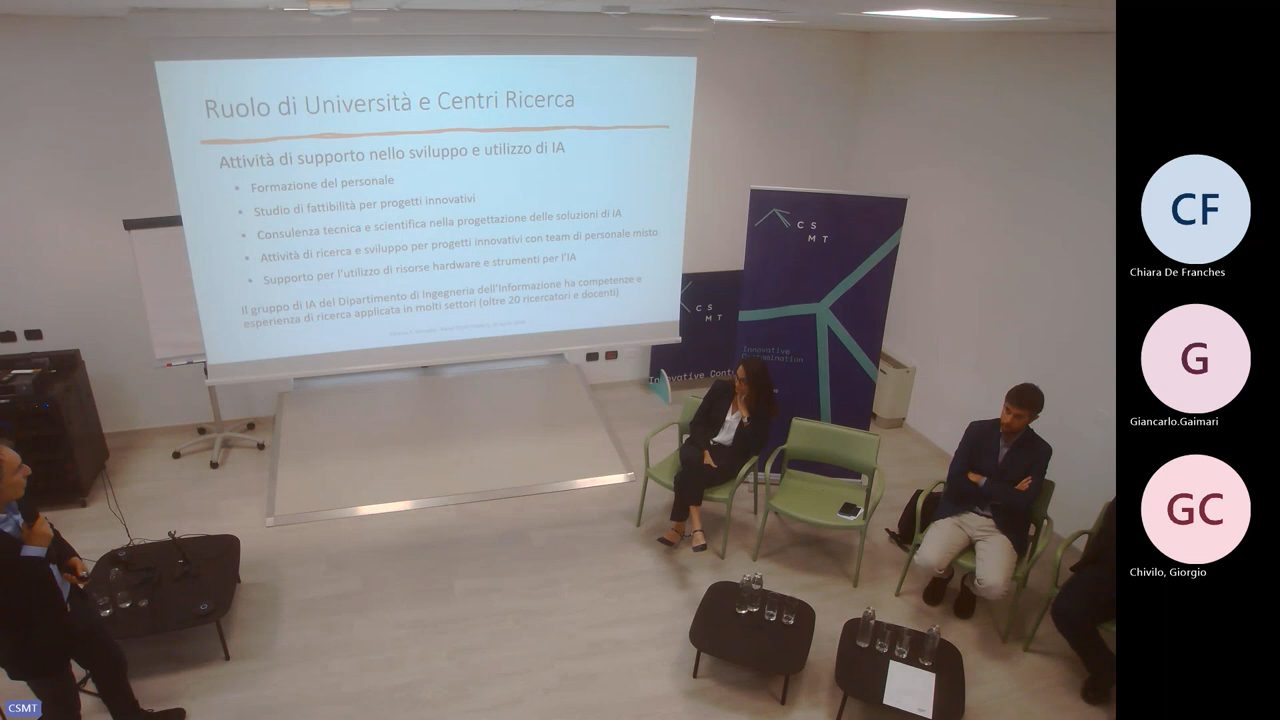 Ruolo di Università e Centri Ricerca
Attività di supporto nello sviluppo e utilizzo di IA
• Formazione del personale
• Studio di fattibilità per progetti innovativi
• Consulenza tecnica e scientifica nella progettazione delle soluzioni di IA
• Attività di ricerca e sviluppo per progetti innovativi con team di personale misto
• Supporto per l'utilizzo di risorse hardware e strumenti per l'IA
Il gruppo di IA del Dipartimento di Ingegneria dell'Informazione ha competenze e
esperienza di ricerca applicata in molti settori (oltre 20 ricercatori e docenti)
C S
M T
Innovative
C S
M T
CSMT
CF
Chiara De Franches
G
Giancarlo.Gaimari
GC
Chivilo, Giorgio